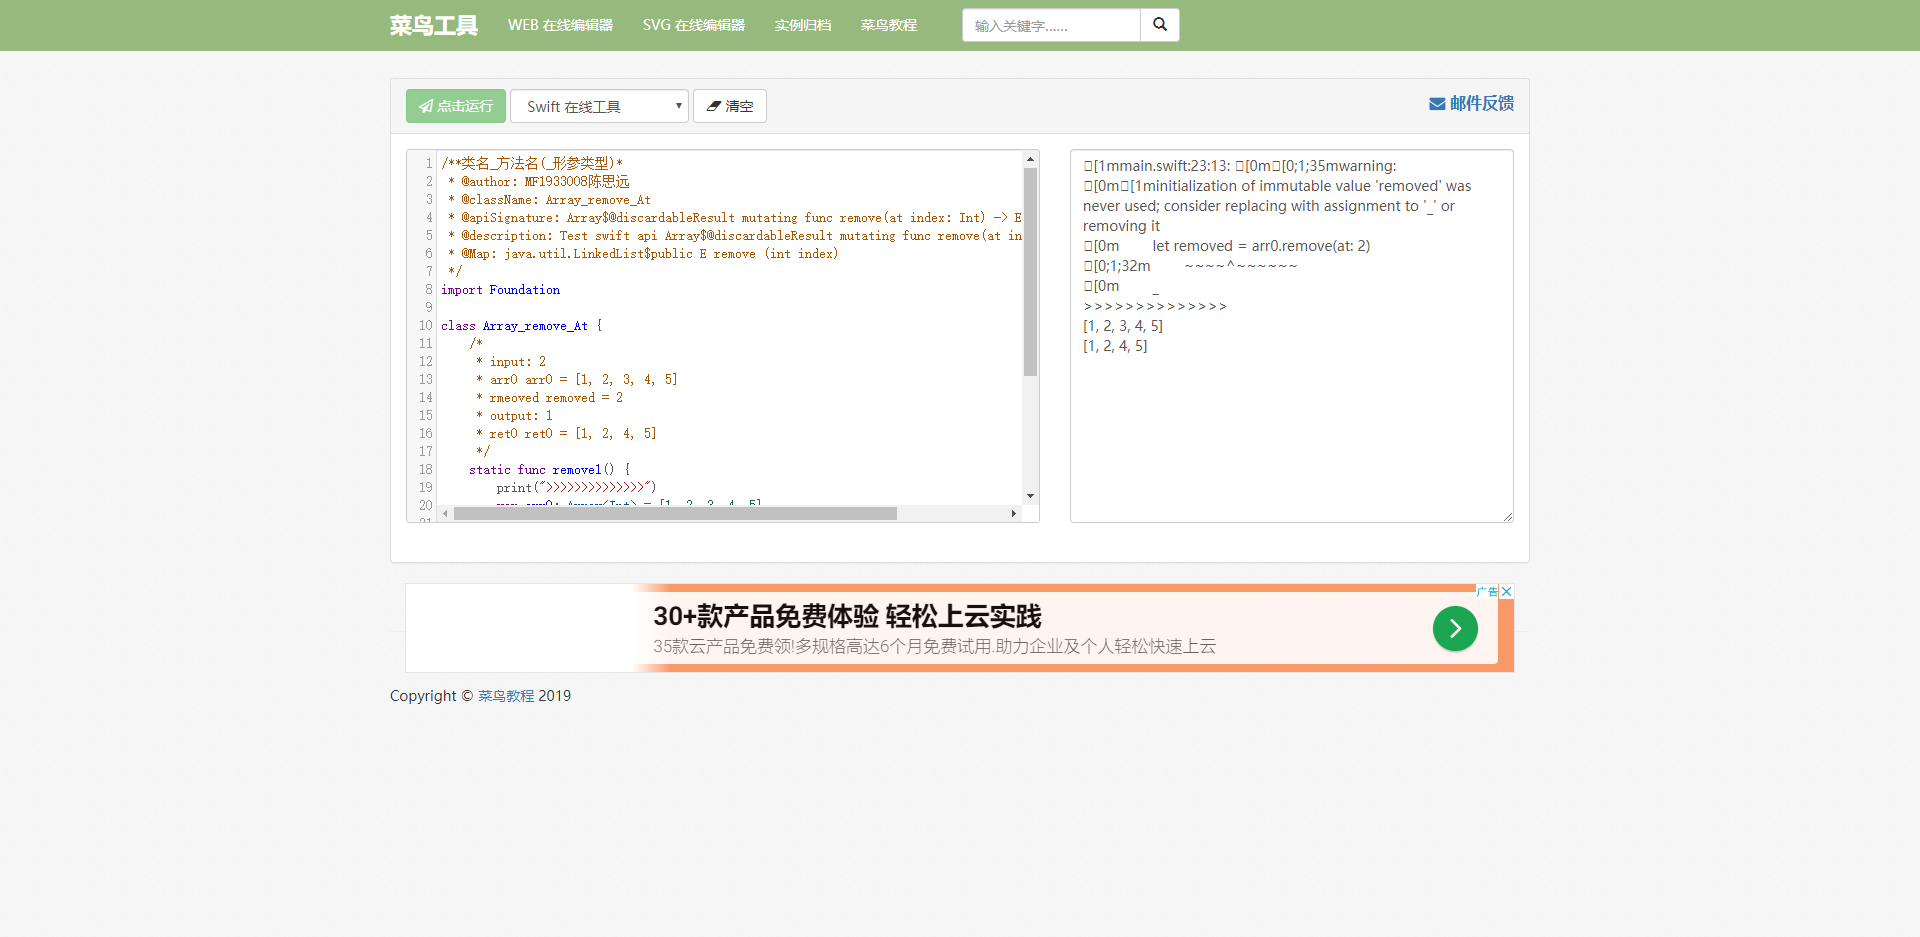 菜鸟工具 WEB 在线编辑器 SVG 在线编辑器 实例归档 菜鸟教程 输入关键字......
点击运行 Swift 在线工具 清空 邮件反馈
1 /**类名_方法名(_形参类型)*
2 * @author: MF1933008陈思远
3 * @className: Array_remove_At
4 * @apiSignature: Array$@discardableResult mutating func remove(at index: Int) -> E
5 * @description: Test swift api Array$@discardableResult mutating func remove(at in
6 * @Map: java.util.LinkedList$public E remove (int index)
7 */
8 import Foundation
9
10 class Array_remove_At {
11 /*
12 * input: 2
13 * arr0 arr0 = [1, 2, 3, 4, 5]
14 * rmeoved removed = 2
15 * output: 1
16 * ret0 ret0 = [1, 2, 4, 5]
17 */
18 static func remove1() {
19 print(">>>>>>>>>>>>>>")
20 var arr0: Array<Int> = [1, 2, 3, 4, 5]
21
[1mmain.swift:23:13: [0m[0;1;35mwarning:
[0m[1minitialization of immutable value 'removed' was
never used; consider replacing with assignment to '_' or
removing it
[0m let removed = arr0.remove(at: 2)
[0;1;32m ~~~~^~~~~~~
[0m _
>>>>>>>>>>>>>>
[1, 2, 3, 4, 5]
[1, 2, 4, 5]
广告
30+款产品免费体验 轻松上云实践
35款云产品免费领!多规格高达6个月免费试用.助力企业及个人轻松快速上云
Copyright © 菜鸟教程 2019